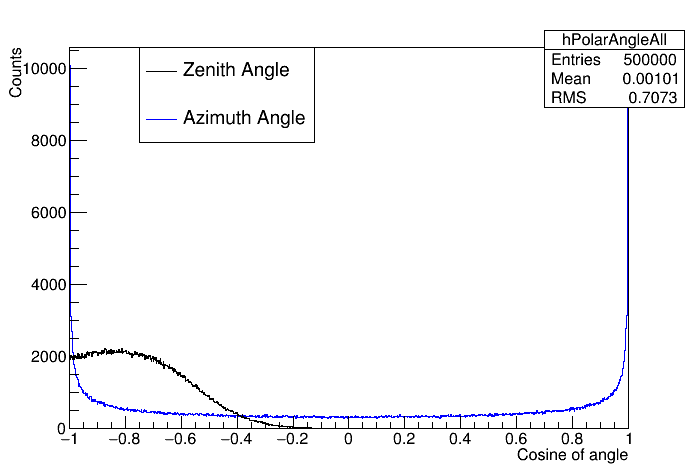 hPolarAngleAll
Entries 500000
Mean 0.00101
RMS 0.7073
Zenith Angle
Azimuth Angle
Counts
10000
8000
6000
4000
2000
0
−1 −0.8 −0.6 −0.4 −0.2 0 0.2 0.4 0.6 0.8 1
Cosine of angle